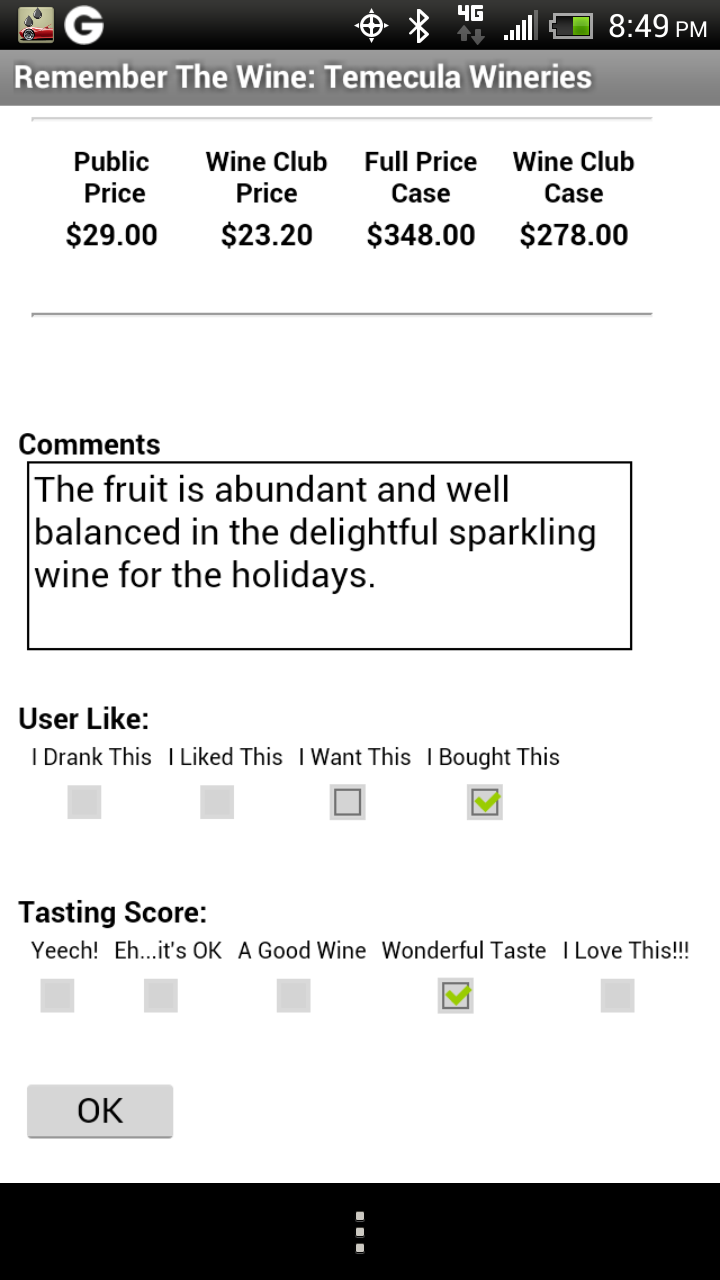 G 4G 8:49 PM
Remember The Wine: Temecula Wineries
Public Wine Club Full Price Wine Club
Price Price Case Case
$29.00 $23.20 $348.00 $278.00
Comments
The fruit is abundant and well
balanced in the delightful sparkling
wine for the holidays.
User Like:
I Drank This I Liked This I Want This I Bought This
Tasting Score:
Yeech! Eh...it's OK A Good Wine Wonderful Taste I Love This!!!
OK